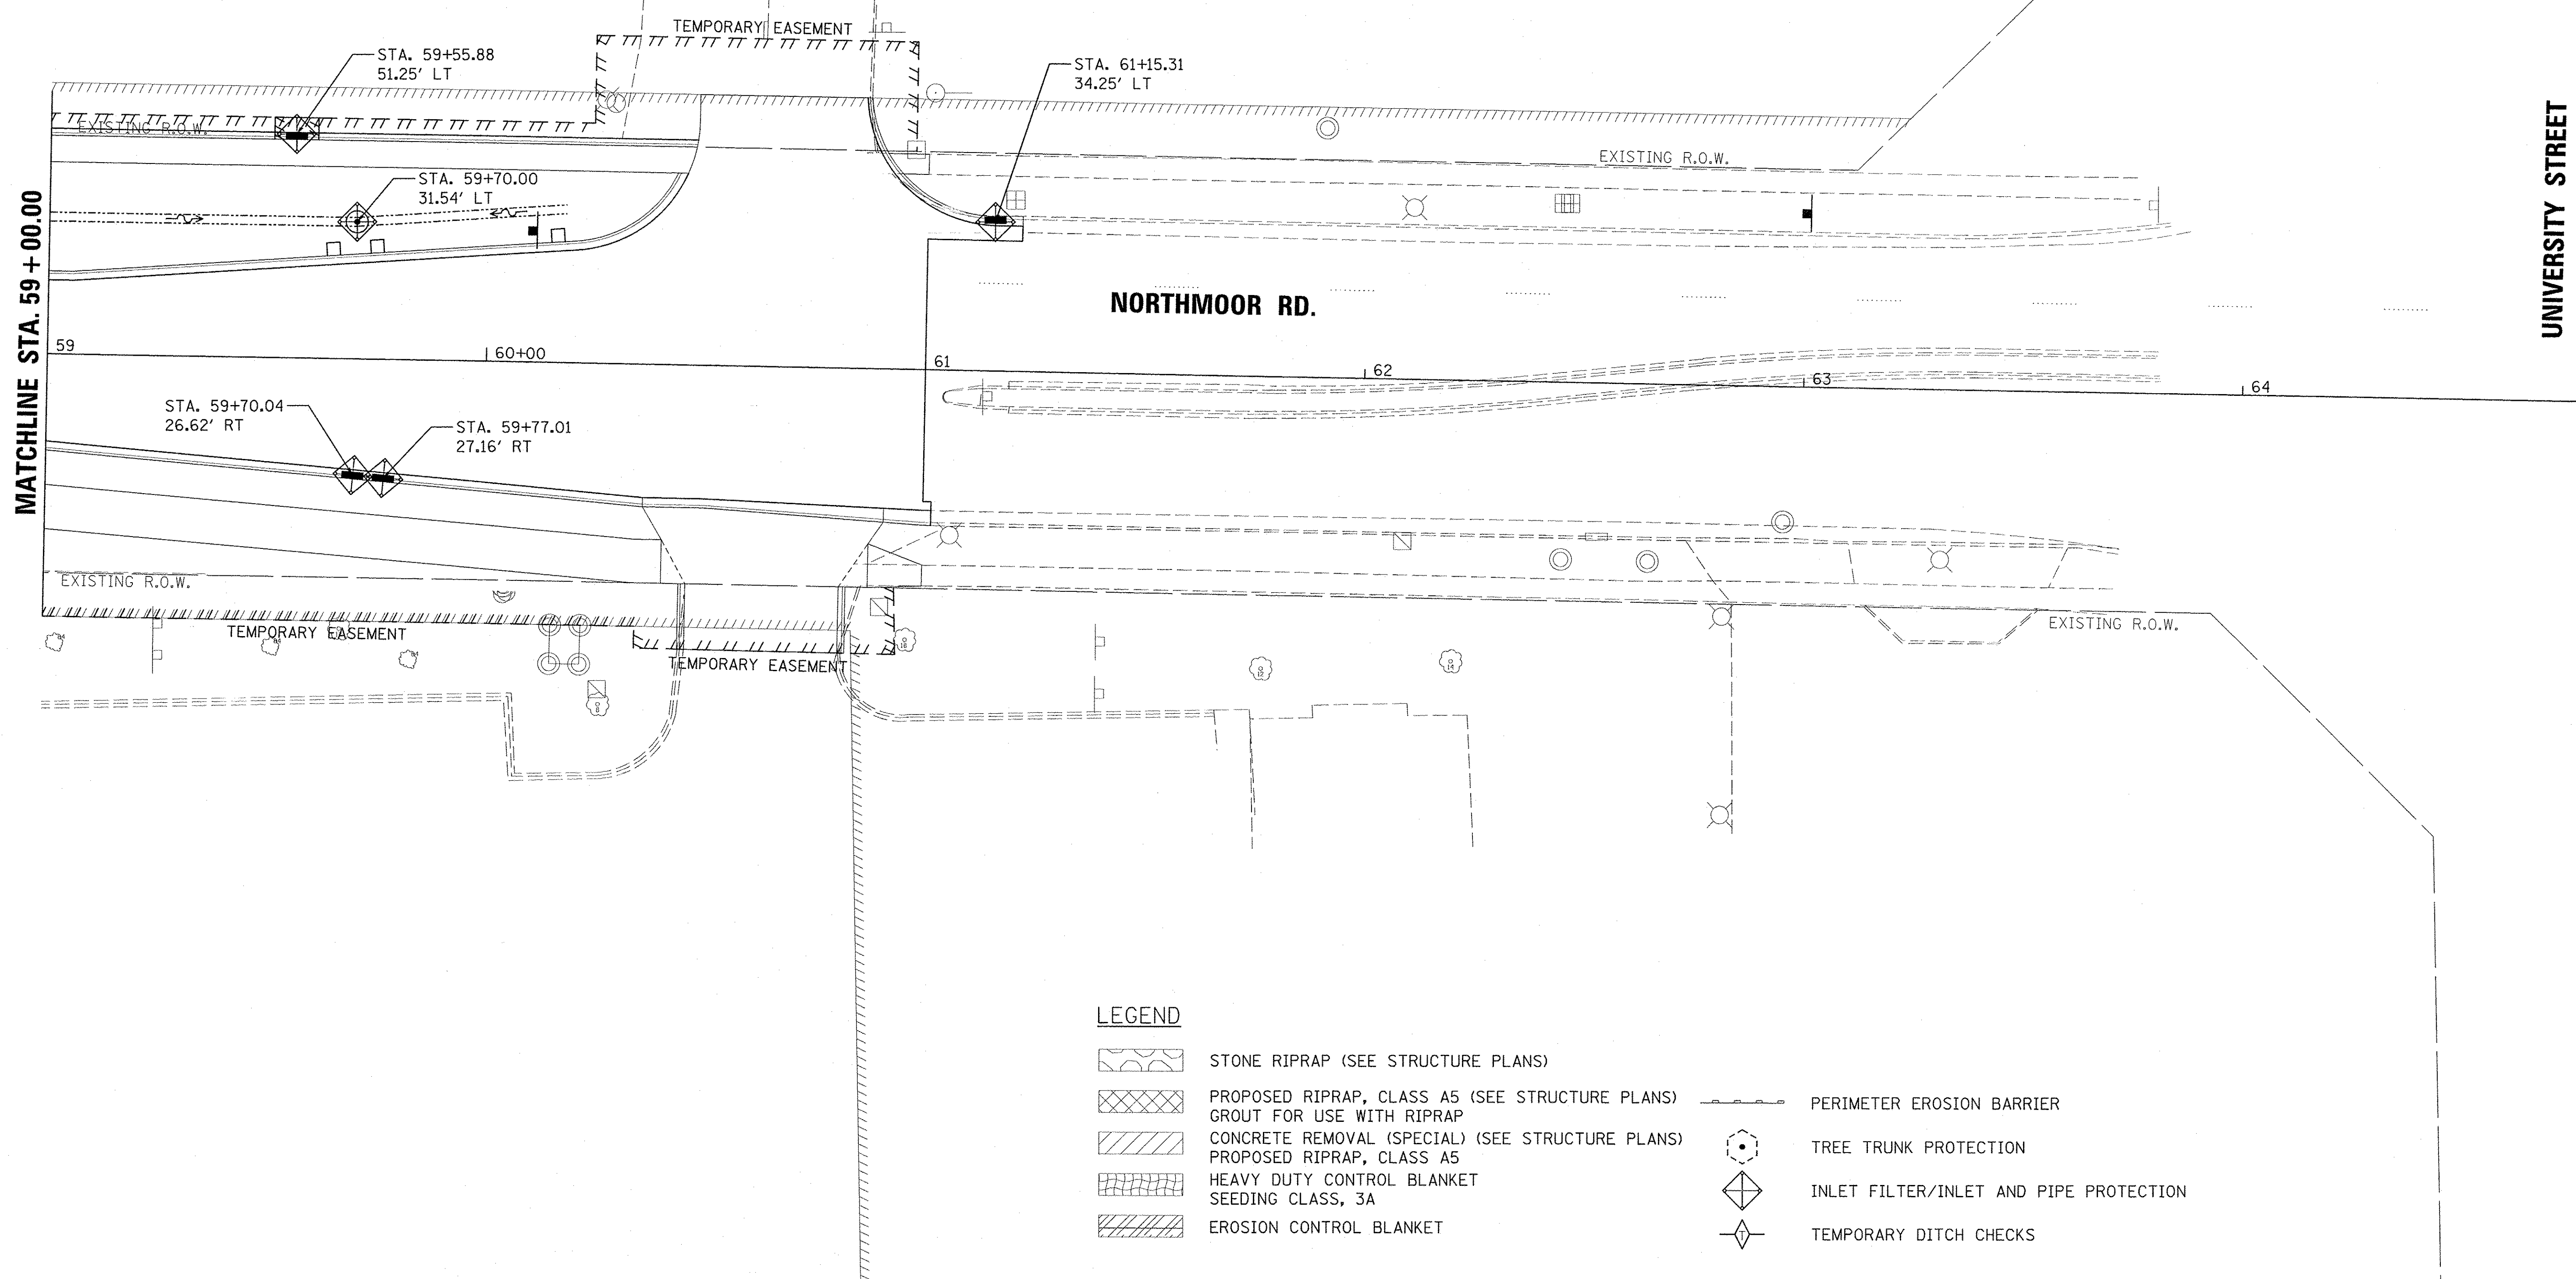 TEMPORARY EASEMENT
STA. 59+55.88
51.25' LT
STA. 61+15.31
34.25' LT
EXISTING R.O.W.
EXISTING R.O.W.
STA. 59+70.00
31.54' LT
MATCHLINE STA. 59 + 00.00
UNIVERSITY STREET
NORTHMOOR RD.
59
60+00
61
62
63
64
STA. 59+70.04
26.62' RT
STA. 59+77.01
27.16' RT
EXISTING R.O.W.
EXISTING R.O.W.
TEMPORARY EASEMENT
TEMPORARY EASEMENT
18
12
14
8
LEGEND
STONE RIPRAP (SEE STRUCTURE PLANS)
PROPOSED RIPRAP, CLASS A5 (SEE STRUCTURE PLANS)
GROUT FOR USE WITH RIPRAP
CONCRETE REMOVAL (SPECIAL) (SEE STRUCTURE PLANS)
PROPOSED RIPRAP, CLASS A5
HEAVY DUTY CONTROL BLANKET
SEEDING CLASS, 3A
EROSION CONTROL BLANKET
PERIMETER EROSION BARRIER
TREE TRUNK PROTECTION
INLET FILTER/INLET AND PIPE PROTECTION
T
TEMPORARY DITCH CHECKS